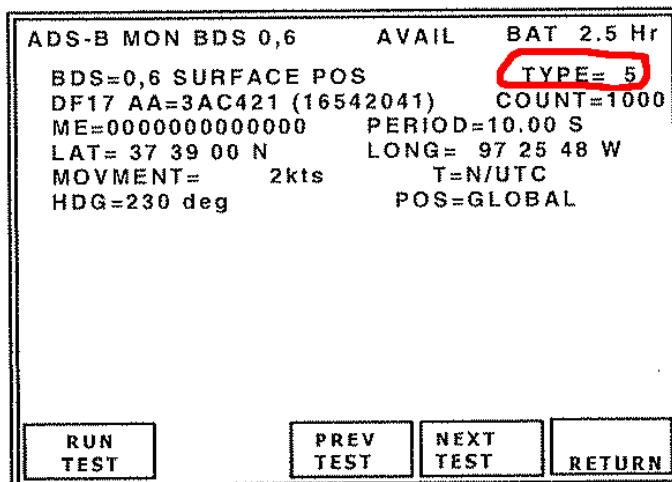 ADS-B MON BDS 0,6 AVAIL BAT 2.5 Hr
BDS=0,6 SURFACE POS TYPE= 5
DF17 AA=3AC421 (16542041) COUNT=1000
ME=00000000000000 PERIOD=10.00 S
LAT= 37 39 00 N LONG= 97 25 48 W
MOVMENT= 2kts T=N/UTC
HDG=230 deg POS=GLOBAL
RUN TEST
PREV TEST
NEXT TEST
RETURN